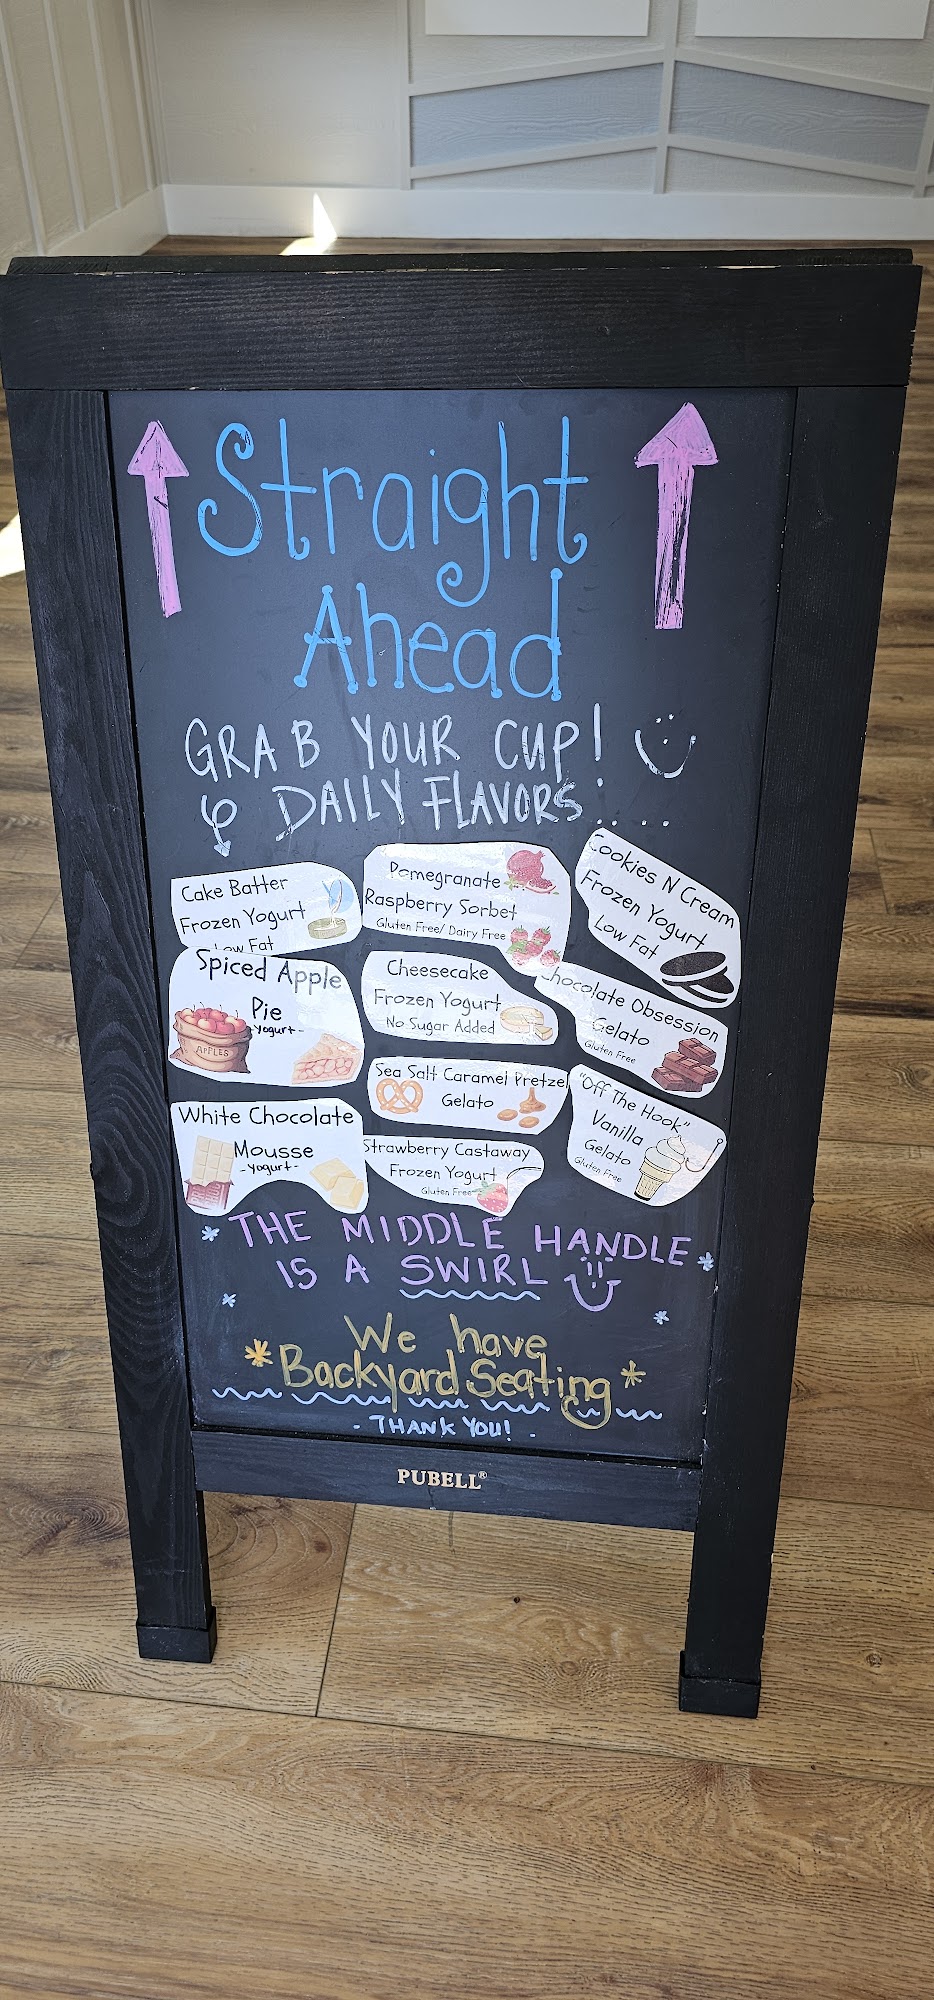 Straight
Ahead
GRAB YOUR CUP!
DAILY FLAVORS:...
Cake Batter
Frozen Yogurt
Low Fat
Pomegranate
Raspberry Sorbet
Gluten Free/ Dairy Free
Cookies N Cream
Frozen Yogurt
Low Fat
Spiced Apple
Pie
-Yogurt-
APPLES
Cheesecake
Frozen Yogurt
No Sugar Added
Chocolate Obsession
Gelato
Gluten Free
Sea Salt Caramel Pretzel
Gelato
"Off The Hook"
Vanilla
Gelato
Gluten Free
White Chocolate
Mousse
-Yogurt-
Strawberry Castaway
Frozen Yogurt
Gluten Free
THE MIDDLE HANDLE
IS A SWIRL
We have
*Backyard Seating*
- THANK YOU! -
PUBELL®